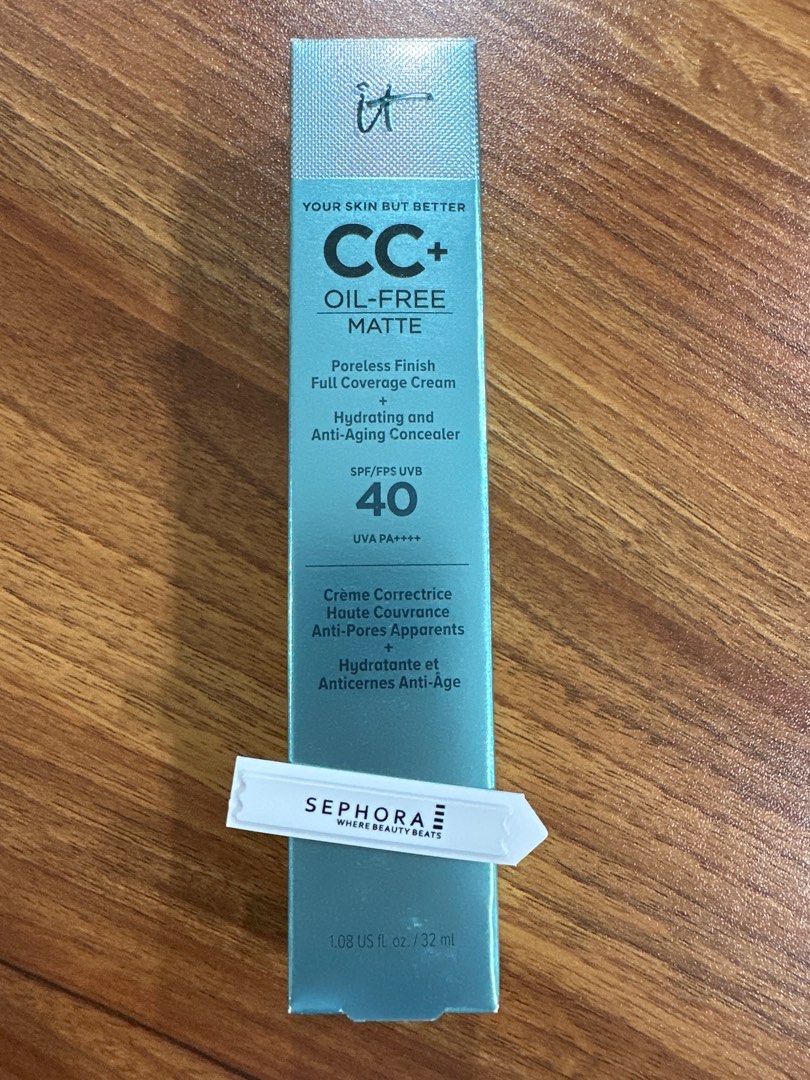 it
YOUR SKIN BUT BETTER
CC+
OIL-FREE
MATTE
Poreless Finish
Full Coverage Cream
+
Hydrating and
Anti-Aging Concealer
SPF/FPS UVB
40
UVA PA++++
Crème Correctrice
Haute Couvrance
Anti-Pores Apparents
+
Hydratante et
Anticernes Anti-Âge
SEPHORA
WHERE BEAUTY BEATS
1.08 US fl. oz. / 32 ml